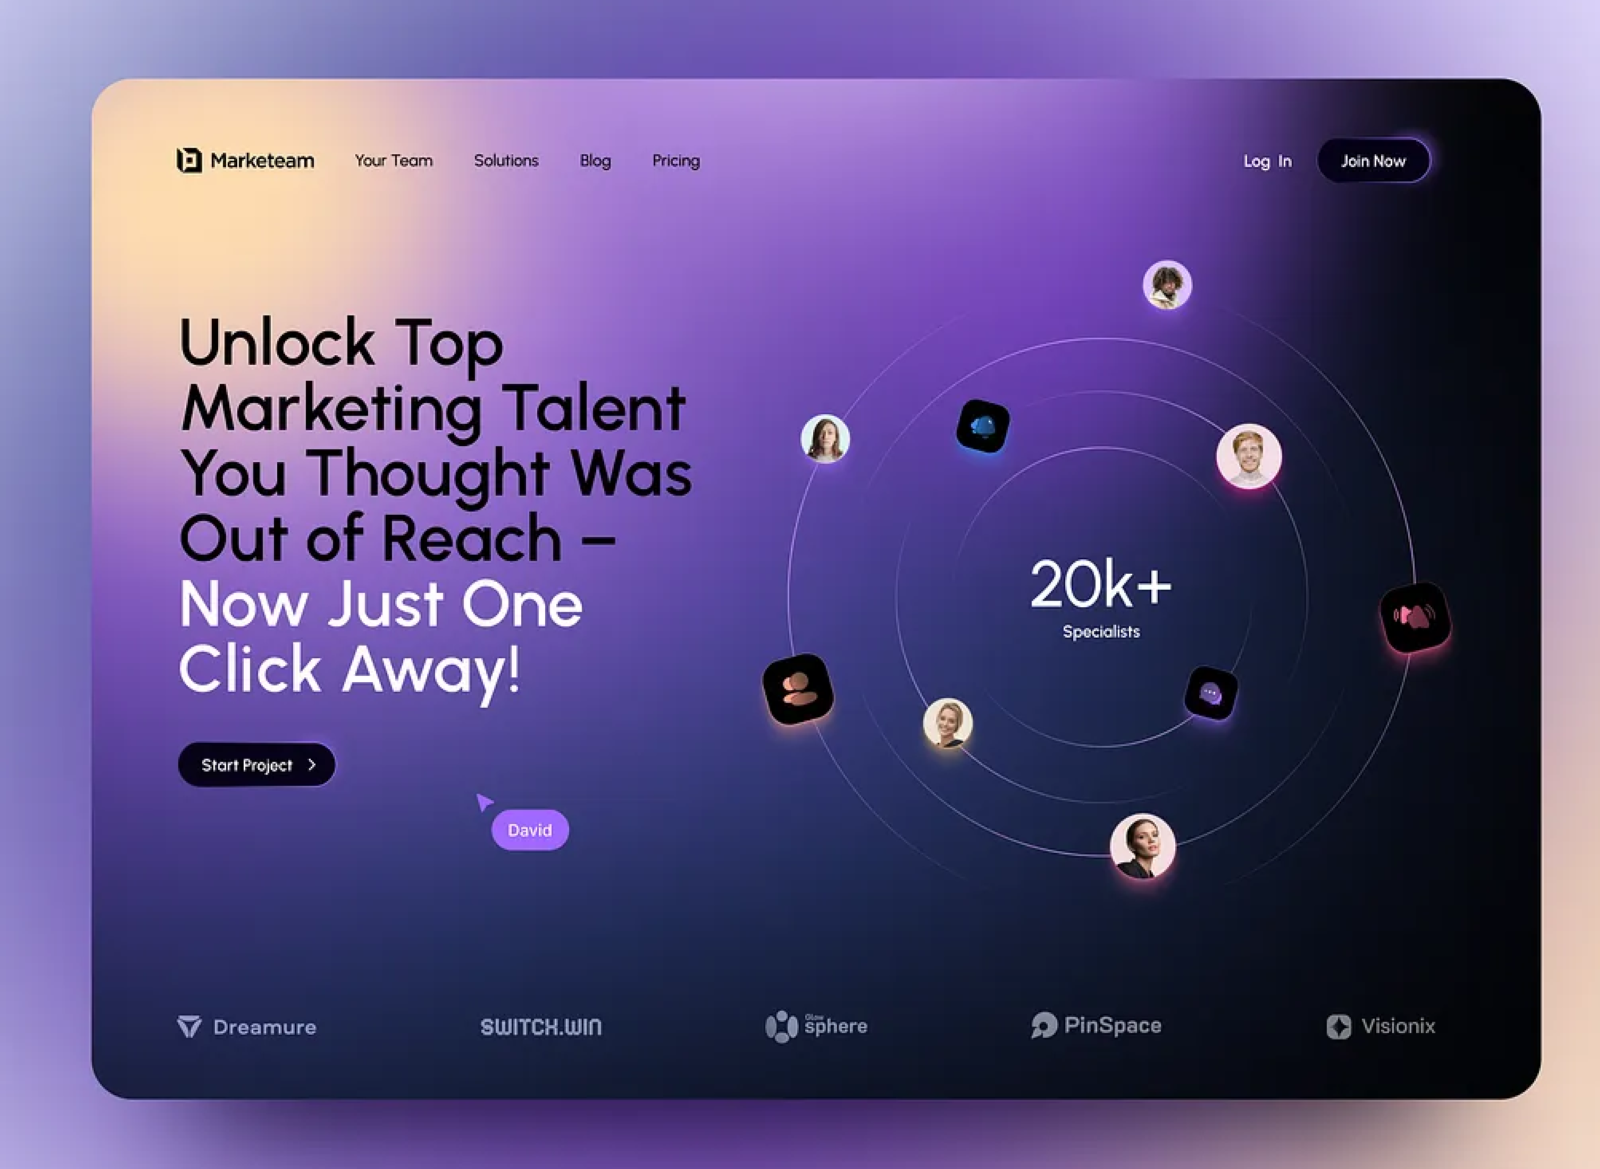 Marketeam
Your Team
Solutions
Blog
Pricing
Log In
Join Now
Unlock Top
Marketing Talent
You Thought Was
Out of Reach –
Now Just One
Click Away!
Start Project
David
20k+
Specialists
Dreamure
SWITCH.WIN
Glow
sphere
PinSpace
Visionix